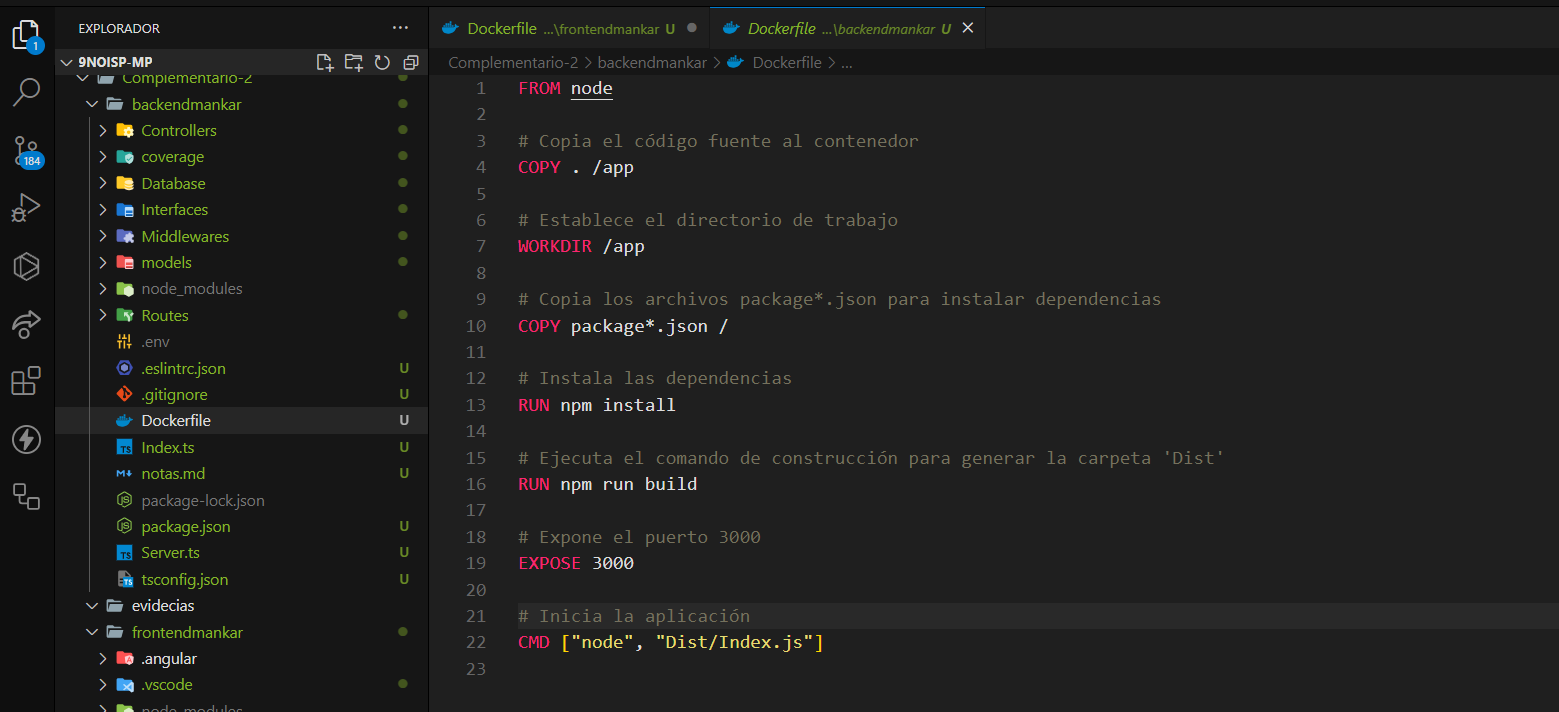 EXPLORADOR
...
Dockerfile ...\frontendmankar U
Dockerfile ...\backendmankar U
1
9NOISP-MP
Complementario-2 > backendmankar > Dockerfile > ...
Complementario-2
backendmankar
Controllers
coverage
184
Database
Interfaces
Middlewares
models
node_modules
Routes
.env
.eslintrc.json U
.gitignore U
Dockerfile U
TS Index.ts U
notas.md U
package-lock.json
package.json U
TS Server.ts U
TS tsconfig.json U
evidecias
frontendmankar
.angular
.vscode
node_modules
1 FROM node
2
3 # Copia el código fuente al contenedor
4 COPY . /app
5
6 # Establece el directorio de trabajo
7 WORKDIR /app
8
9 # Copia los archivos package*.json para instalar dependencias
10 COPY package*.json /
11
12 # Instala las dependencias
13 RUN npm install
14
15 # Ejecuta el comando de construcción para generar la carpeta 'Dist'
16 RUN npm run build
17
18 # Expone el puerto 3000
19 EXPOSE 3000
20
21 # Inicia la aplicación
22 CMD ["node", "Dist/Index.js"]
23